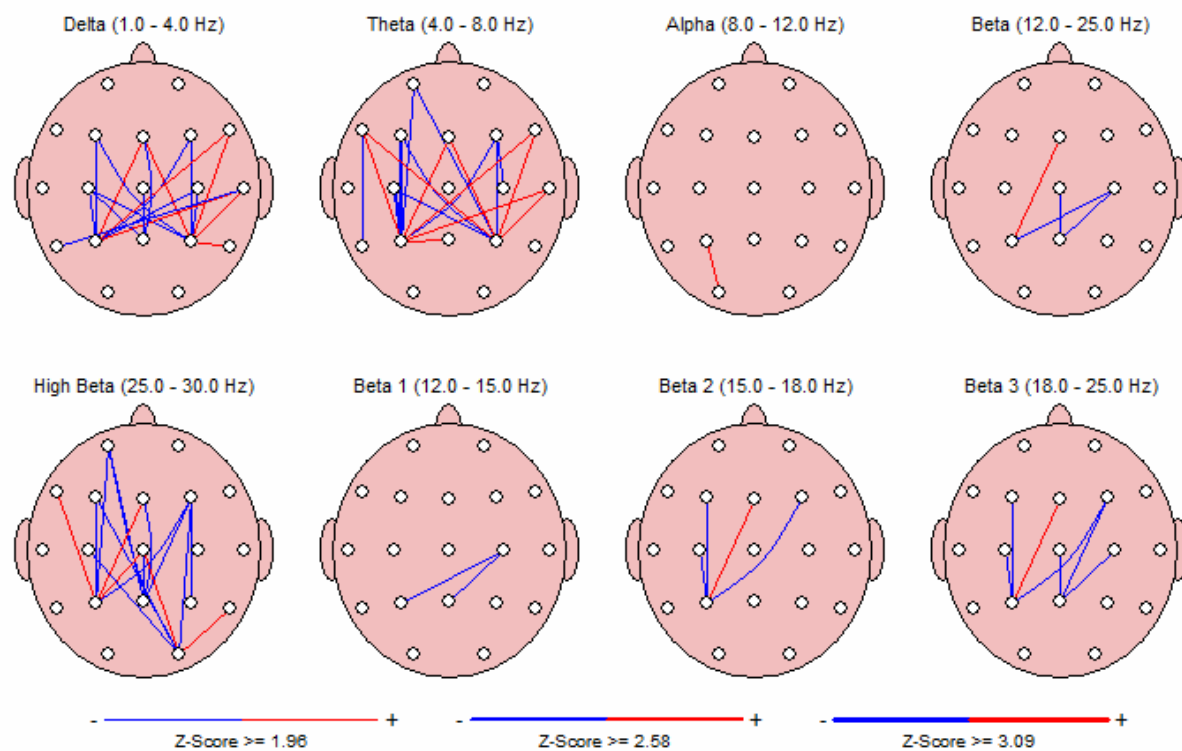 Delta (1.0 - 4.0 Hz) Theta (4.0 - 8.0 Hz) Alpha (8.0 - 12.0 Hz) Beta (12.0 - 25.0 Hz)
High Beta (25.0 - 30.0 Hz) Beta 1 (12.0 - 15.0 Hz) Beta 2 (15.0 - 18.0 Hz) Beta 3 (18.0 - 25.0 Hz)
- + - + - +
Z-Score >= 1.96 Z-Score >= 2.58 Z-Score >= 3.09